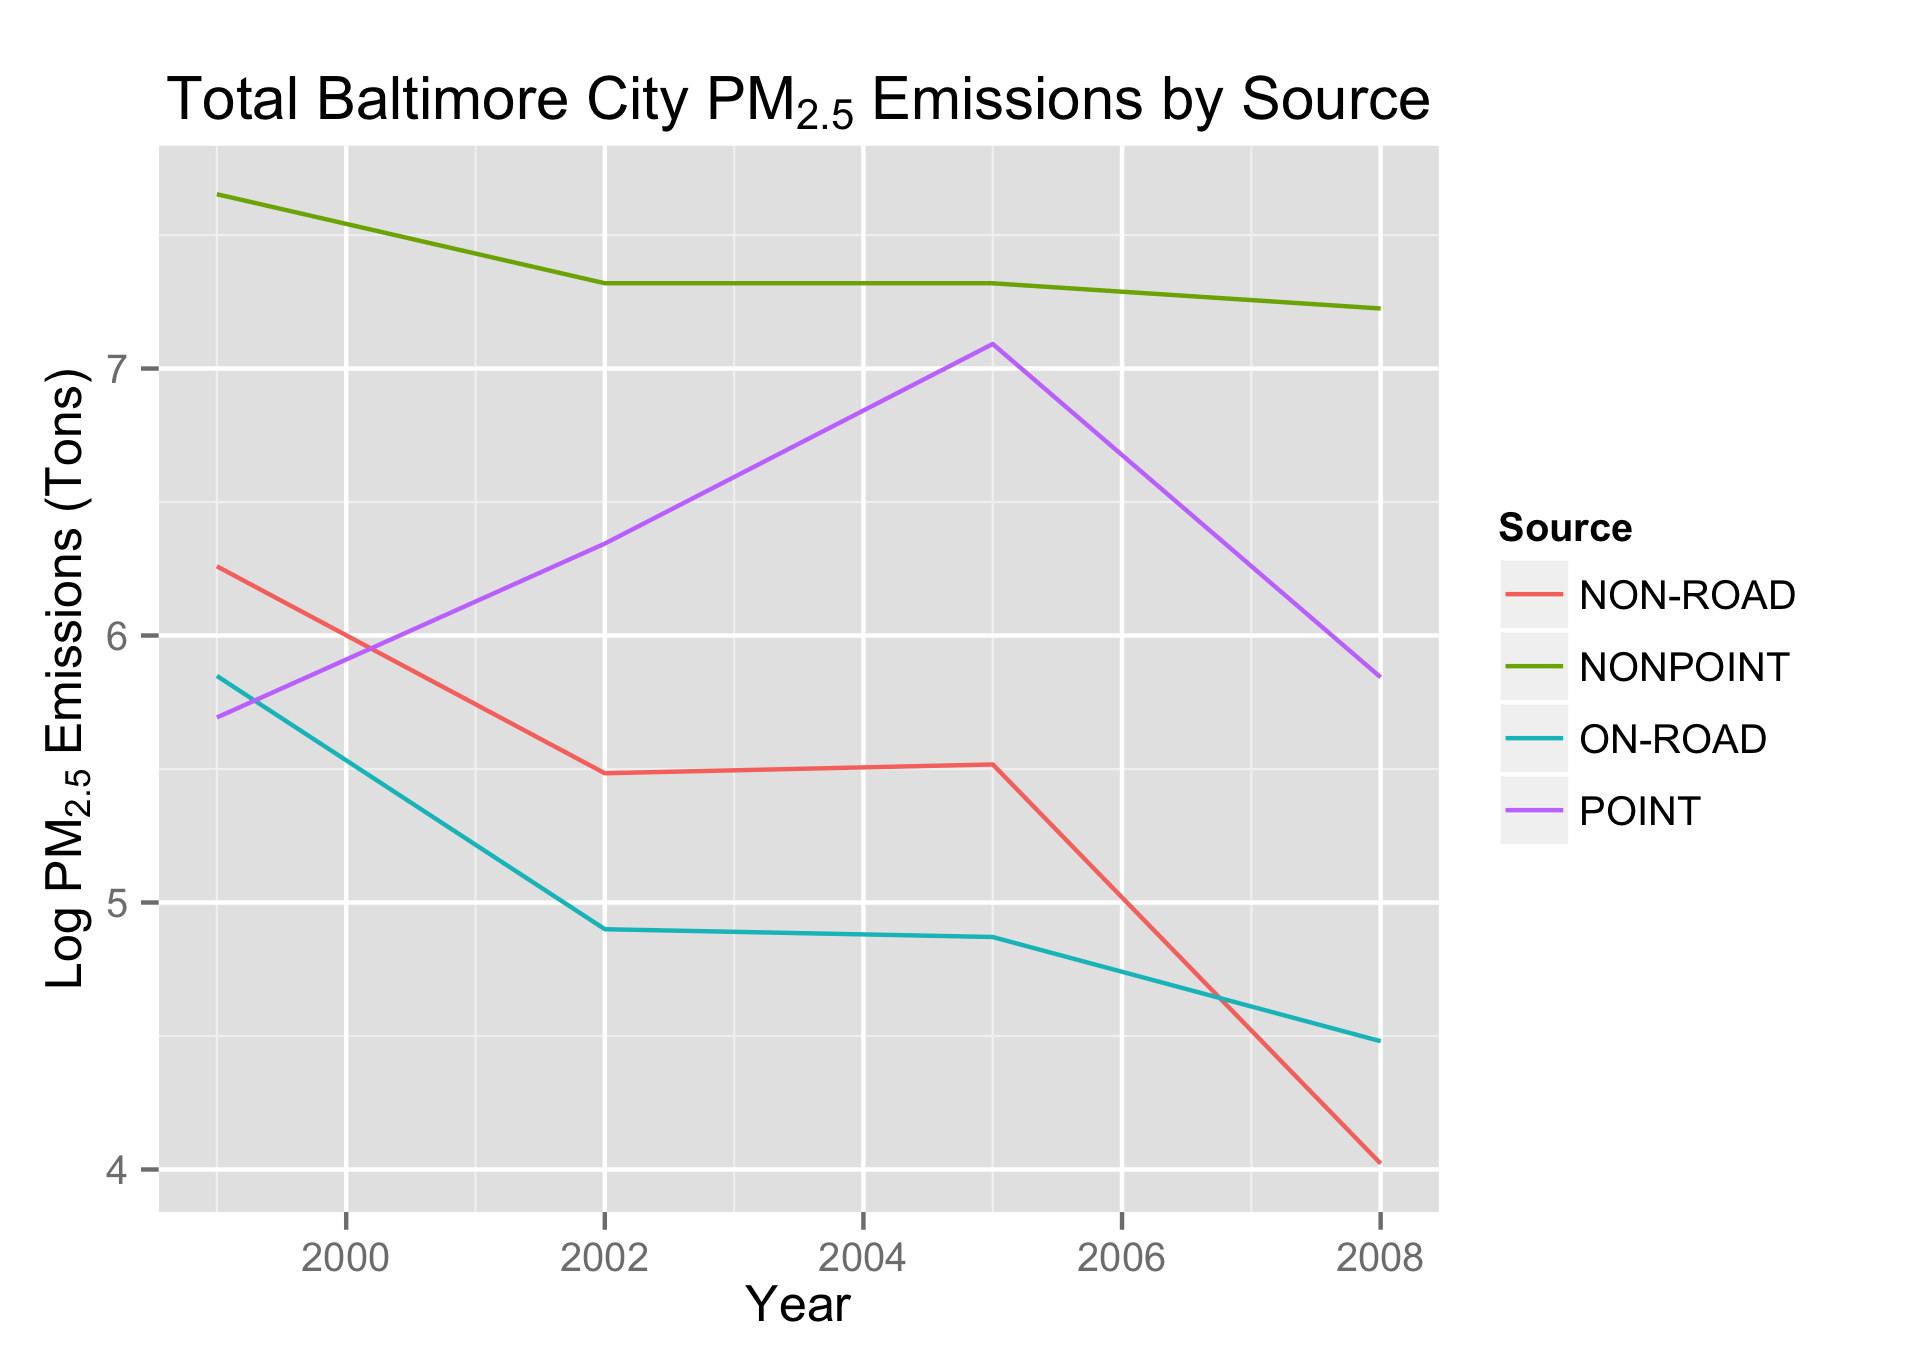 Total Baltimore City PM2.5 Emissions by Source
Log PM2.5 Emissions (Tons)
7
6
5
4
2000 2002 2004 2006 2008
Year
Source
NON-ROAD
NONPOINT
ON-ROAD
POINT